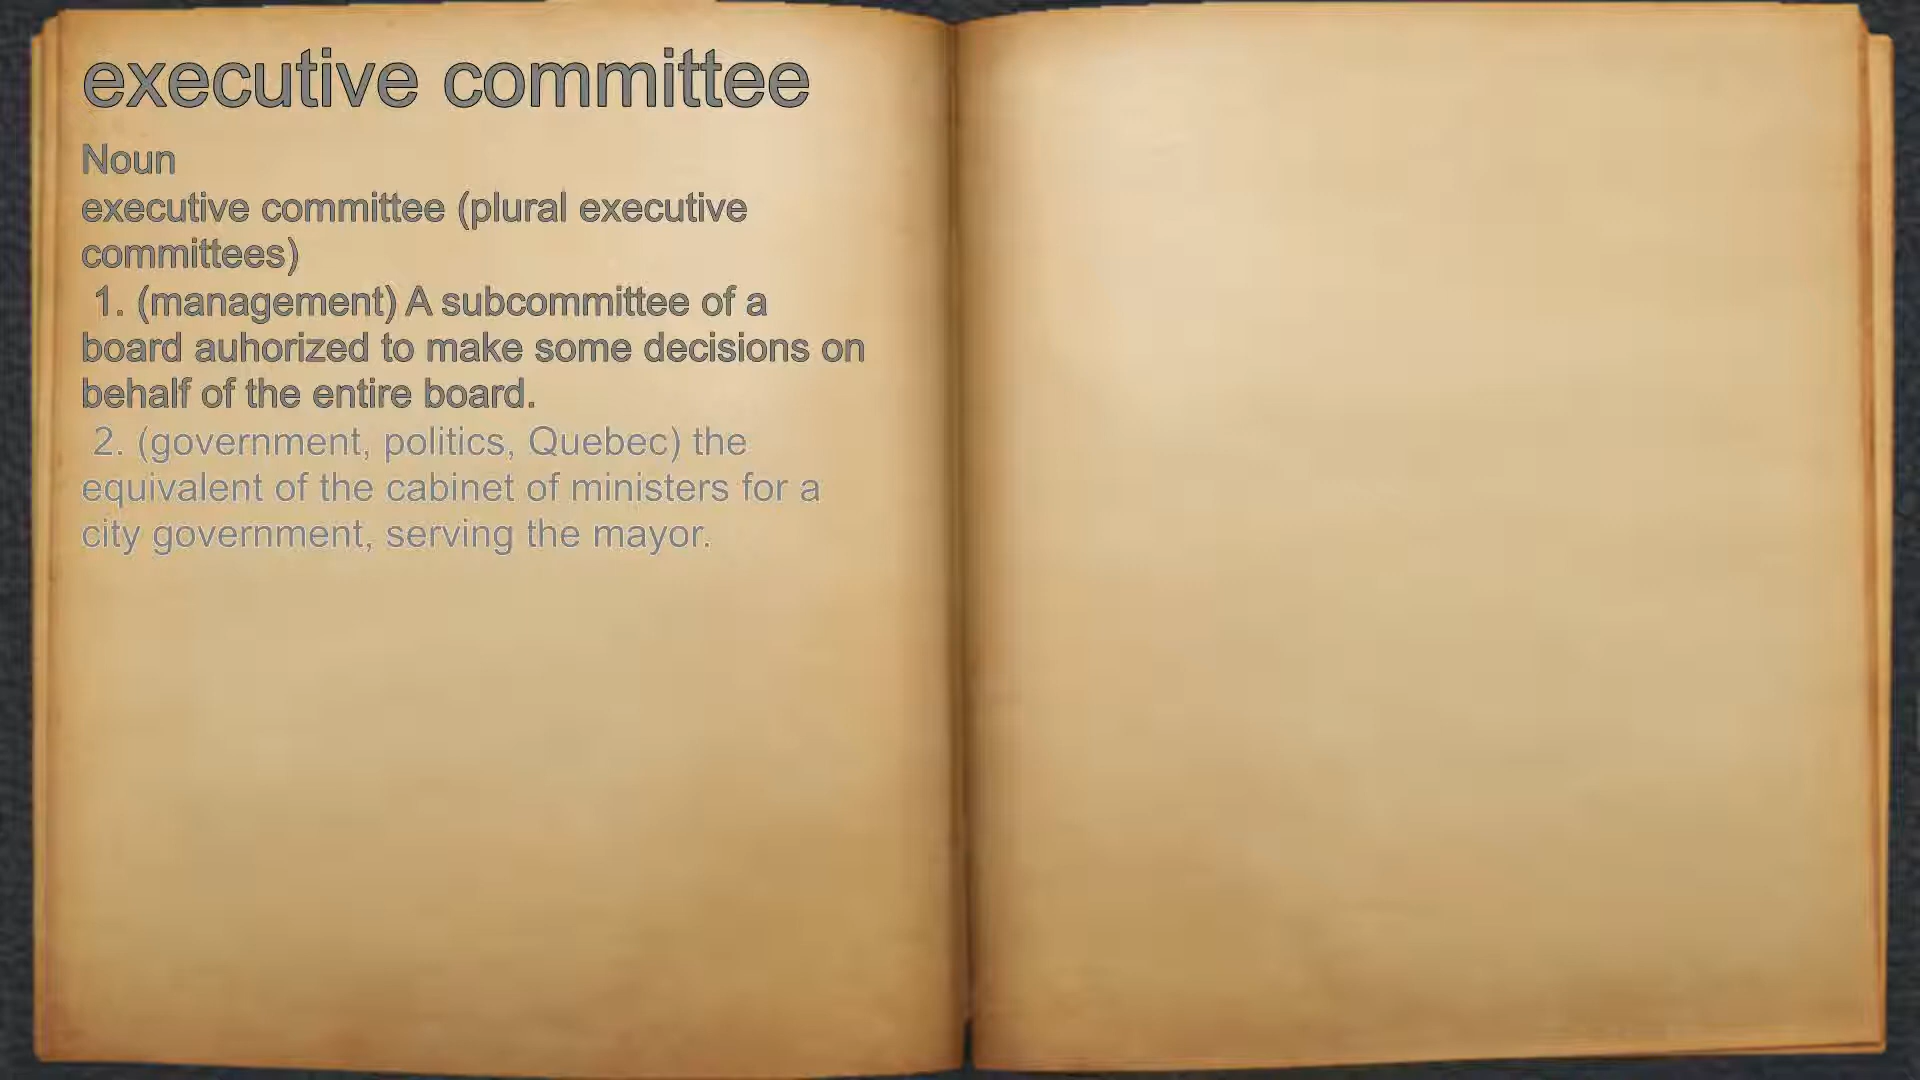 executive committee
Noun
executive committee (plural executive
committees)
1. (management) A subcommittee of a
board auhorized to make some decisions on
behalf of the entire board.
2. (government, politics, Quebec) the
equivalent of the cabinet of ministers for a
city government, serving the mayor.